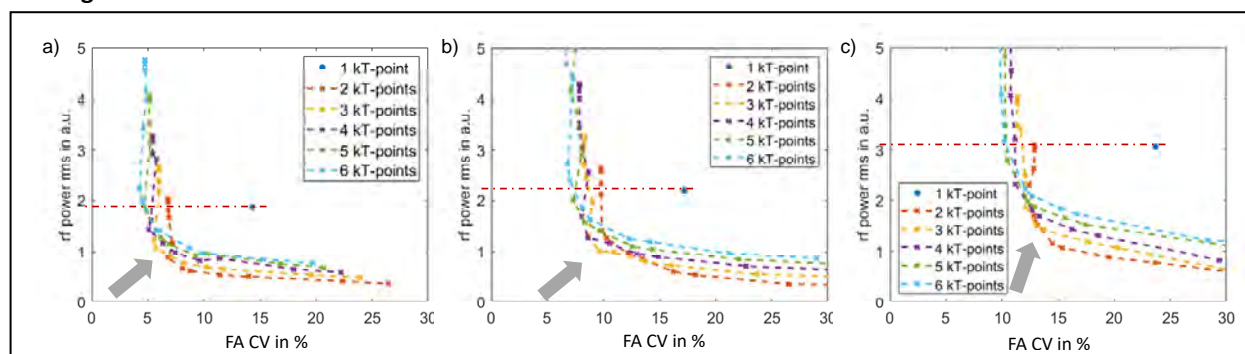 a)
5
4
3
2
1
0
rf power rms in a.u.
1 kT-point
2 kT-points
3 kT-points
4 kT-points
5 kT-points
6 kT-points
0 5 10 15 20 25 30
FA CV in %
b)
5
4
3
2
1
0
rf power rms in a.u.
1 kT-point
2 kT-points
3 kT-points
4 kT-points
5 kT-points
6 kT-points
0 5 10 15 20 25 30
FA CV in %
c)
5
4
3
2
1
0
rf power rms in a.u.
1 kT-point
2 kT-points
3 kT-points
4 kT-points
5 kT-points
6 kT-points
0 5 10 15 20 25 30
FA CV in %